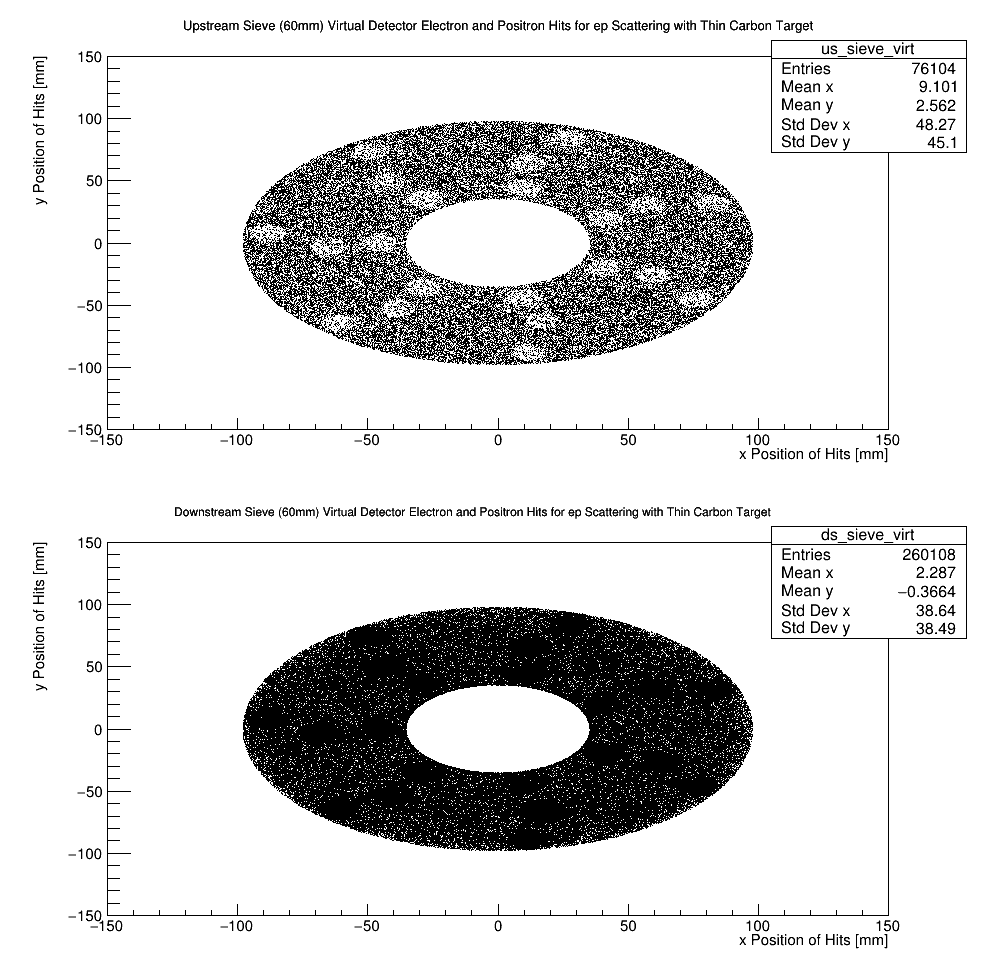 Upstream Sieve (60mm) Virtual Detector Electron and Positron Hits for ep Scattering with Thin Carbon Target
us_sieve_virt
Entries 76104
Mean x 9.101
Mean y 2.562
Std Dev x 48.27
Std Dev y 45.1
y Position of Hits [mm]
150
100
50
0
−50
−100
−150
−150 −100 −50 0 50 100 150
x Position of Hits [mm]
Downstream Sieve (60mm) Virtual Detector Electron and Positron Hits for ep Scattering with Thin Carbon Target
ds_sieve_virt
Entries 260108
Mean x 2.287
Mean y −0.3664
Std Dev x 38.64
Std Dev y 38.49
y Position of Hits [mm]
150
100
50
0
−50
−100
−150
−150 −100 −50 0 50 100 150
x Position of Hits [mm]